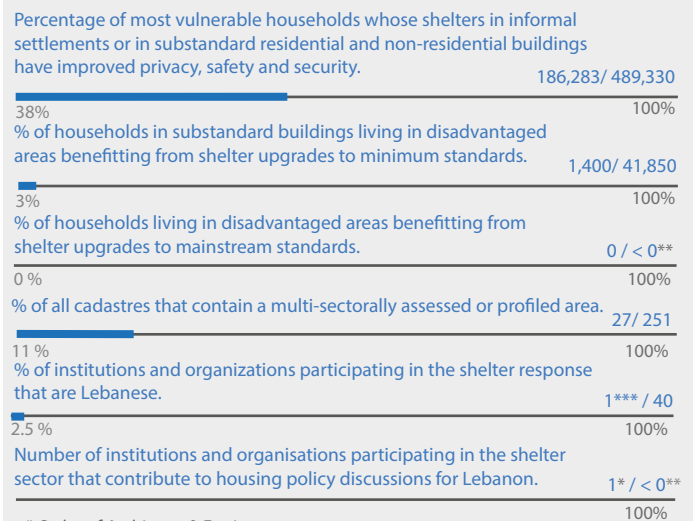 Percentage of most vulnerable households whose shelters in informal
settlements or in substandard residential and non-residential buildings
have improved privacy, safety and security.
186,283/ 489,330
38%
100%
% of households in substandard buildings living in disadvantaged
areas benefitting from shelter upgrades to minimum standards.
1,400/ 41,850
3%
100%
% of households living in disadvantaged areas benefitting from
shelter upgrades to mainstream standards.
0 / < 0**
0 %
100%
% of all cadastres that contain a multi-sectorally assessed or profiled area.
27/ 251
11 %
100%
% of institutions and organizations participating in the shelter response
that are Lebanese.
1*** / 40
2.5 %
100%
Number of institutions and organisations participating in the shelter
sector that contribute to housing policy discussions for Lebanon.
1* / < 0**
100%